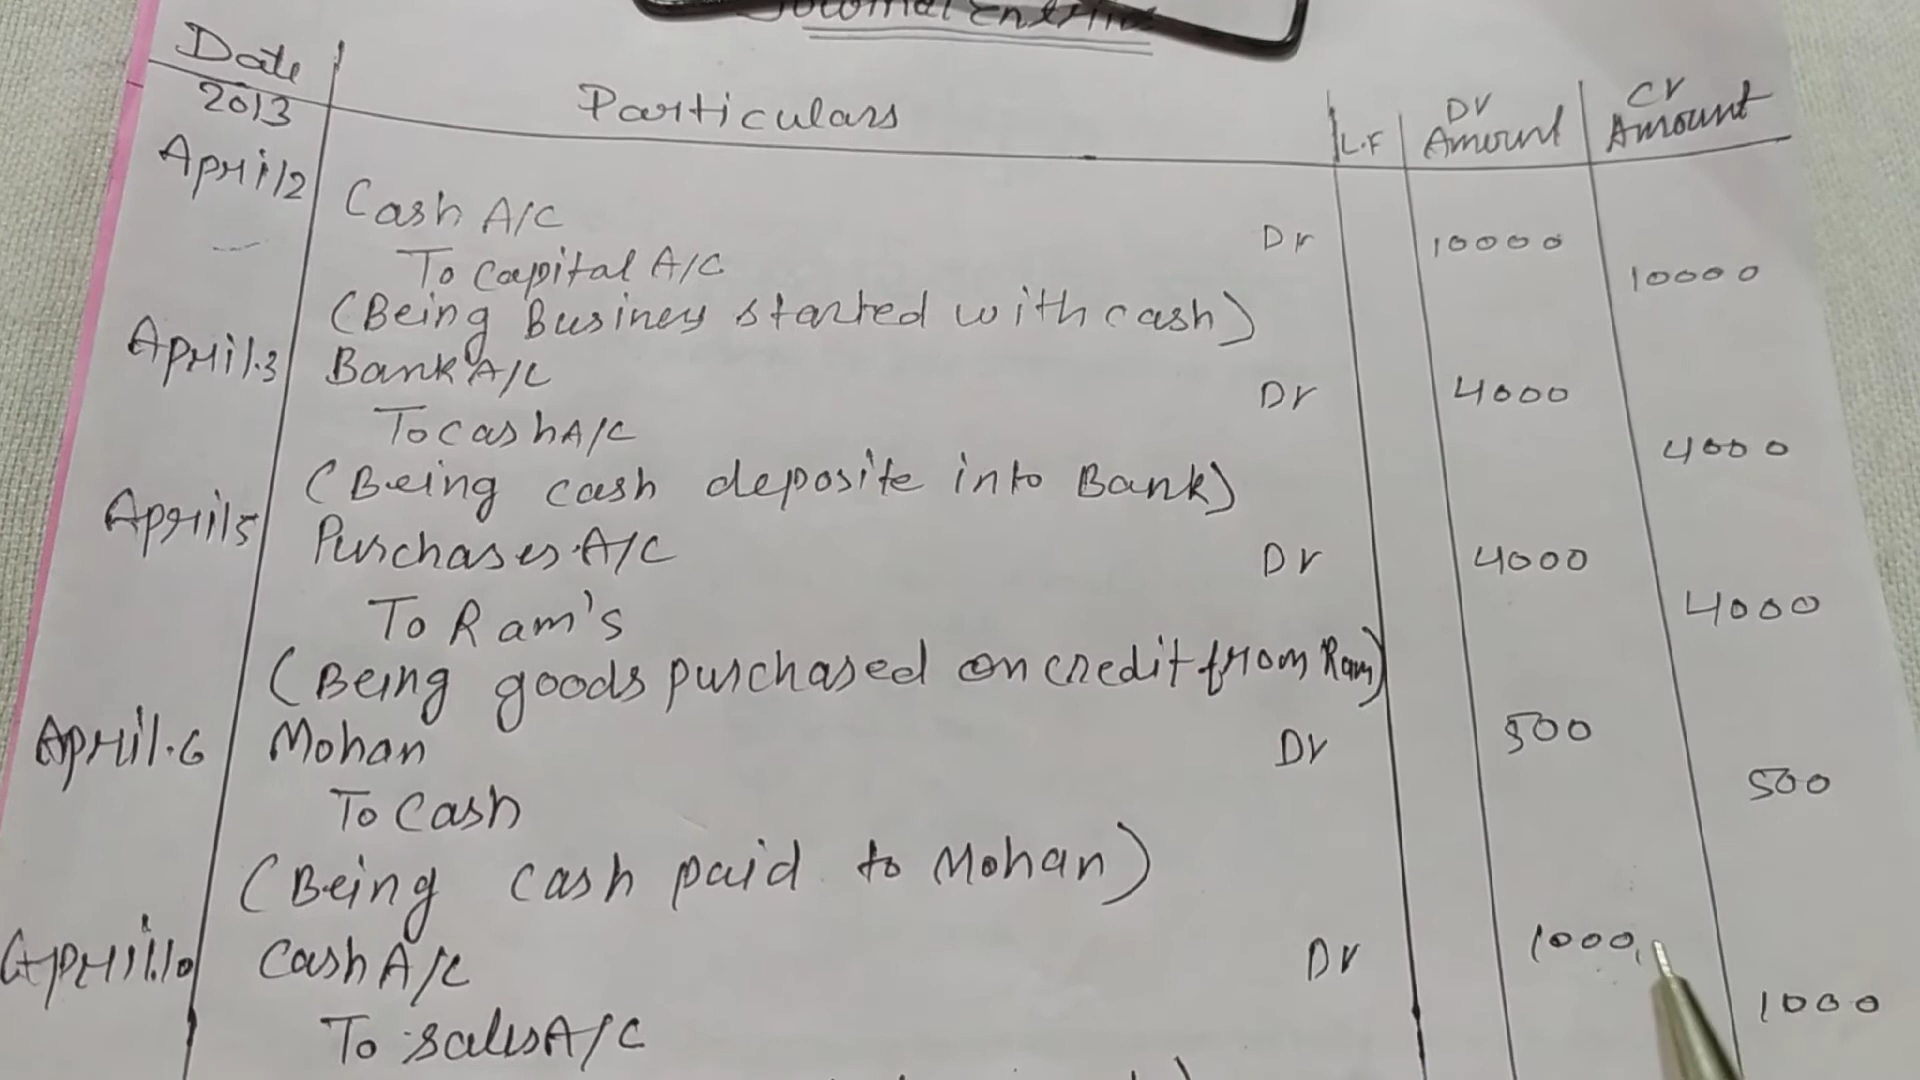 Journal Entries
Date Particulars L.F Dr Amount Cr Amount
2013
April 2 Cash A/C Dr 10000
To Capital A/C 10000
(Being Business started with cash)
April.3 Bank A/C Dr 4000
To cash A/C 4000
(Being cash deposite into Bank)
April 5 Purchases A/C Dr 4000
To Ram's 4000
(Being goods purchased on credit from Ram)
April.6 Mohan Dr 500
To Cash 500
(Being cash paid to Mohan)
April.10 Cash A/C Dr 1000
To sales A/C 1000